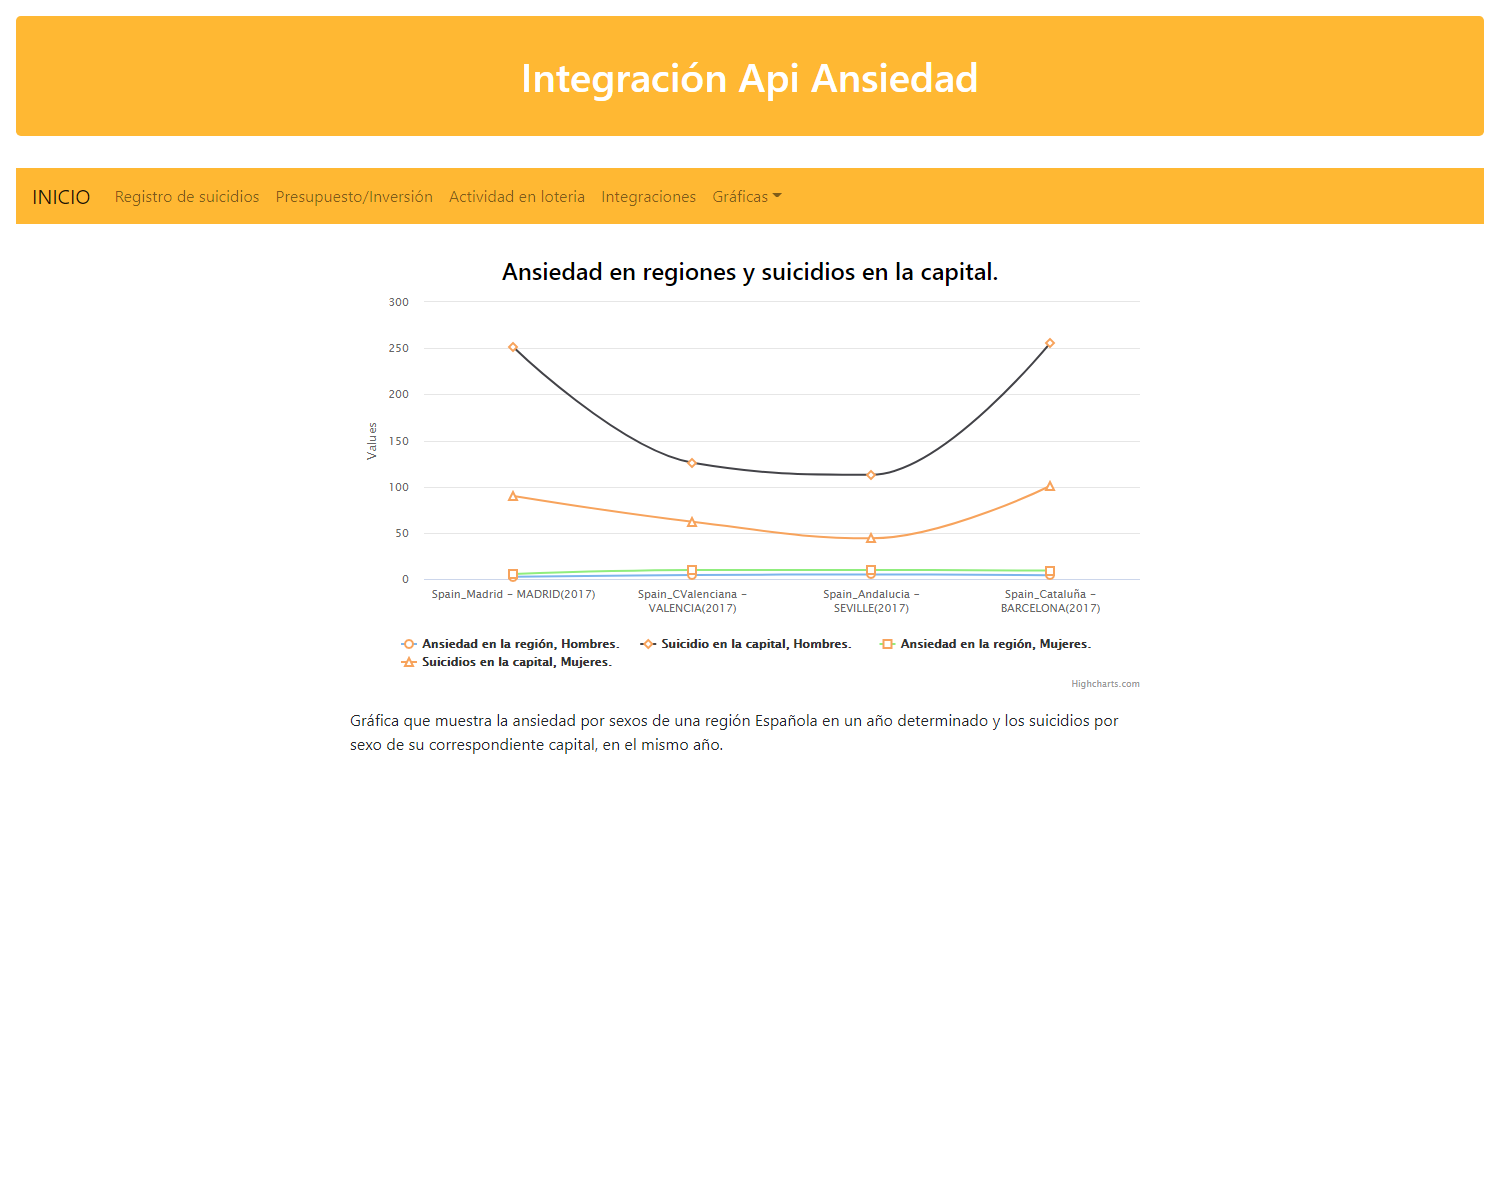 Integración Api Ansiedad
INICIO Registro de suicidios Presupuesto/Inversión Actividad en loteria Integraciones Gráficas
Ansiedad en regiones y suicidios en la capital.
300
250
200
150
100
50
0
Values
Spain_Madrid - MADRID(2017)
Spain_CValenciana -
VALENCIA(2017)
Spain_Andalucia -
SEVILLE(2017)
Spain_Cataluña -
BARCELONA(2017)
Ansiedad en la región, Hombres. Suicidio en la capital, Hombres. Ansiedad en la región, Mujeres.
Suicidios en la capital, Mujeres.
Highcharts.com
Gráfica que muestra la ansiedad por sexos de una región Española en un año determinado y los suicidios por
sexo de su correspondiente capital, en el mismo año.